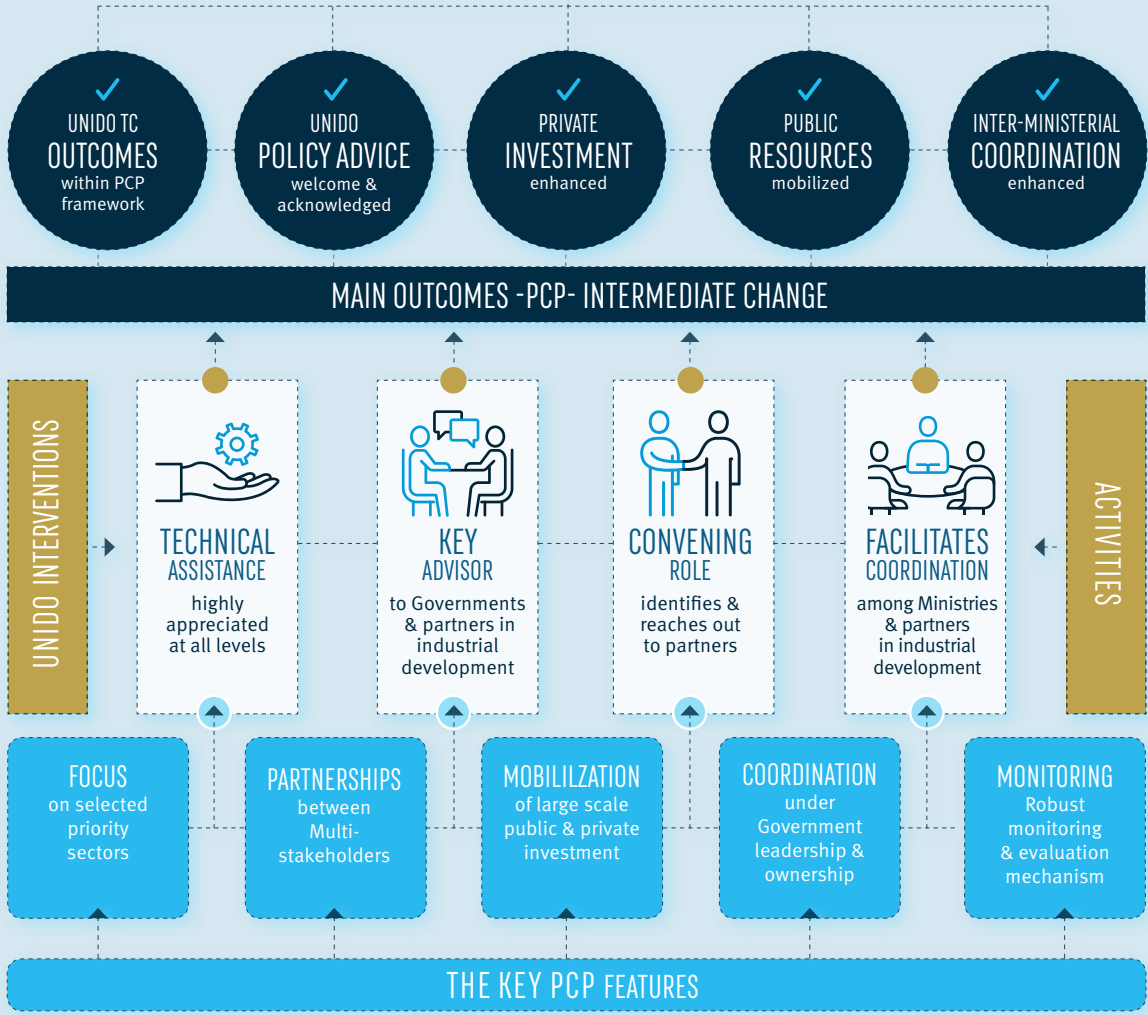 UNIDO TC
OUTCOMES
within PCP
framework
UNIDO
POLICY ADVICE
welcome &
acknowledged
PRIVATE
INVESTMENT
enhanced
PUBLIC
RESOURCES
mobilized
INTER-MINISTERIAL
COORDINATION
enhanced
MAIN OUTCOMES -PCP- INTERMEDIATE CHANGE
UNIDO INTERVENTIONS
TECHNICAL
ASSISTANCE
highly
appreciated
at all levels
KEY
ADVISOR
to Governments
& partners in
industrial
development
CONVENING
ROLE
identifies &
reaches out
to partners
FACILITATES
COORDINATION
among Ministries
& partners
in industrial
development
ACTIVITIES
FOCUS
on selected
priority
sectors
PARTNERSHIPS
between
Multi-
stakeholders
MOBILILZATION
of large scale
public & private
investment
COORDINATION
under
Government
leadership &
ownership
MONITORING
Robust
monitoring
& evaluation
mechanism
THE KEY PCP FEATURES